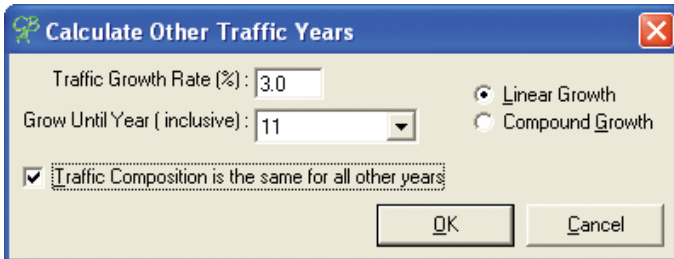 Calculate Other Traffic Years
Traffic Growth Rate (%) : 3.0
Linear Growth
Grow Until Year ( inclusive) : 11
Compound Growth
Traffic Composition is the same for all other years
OK Cancel